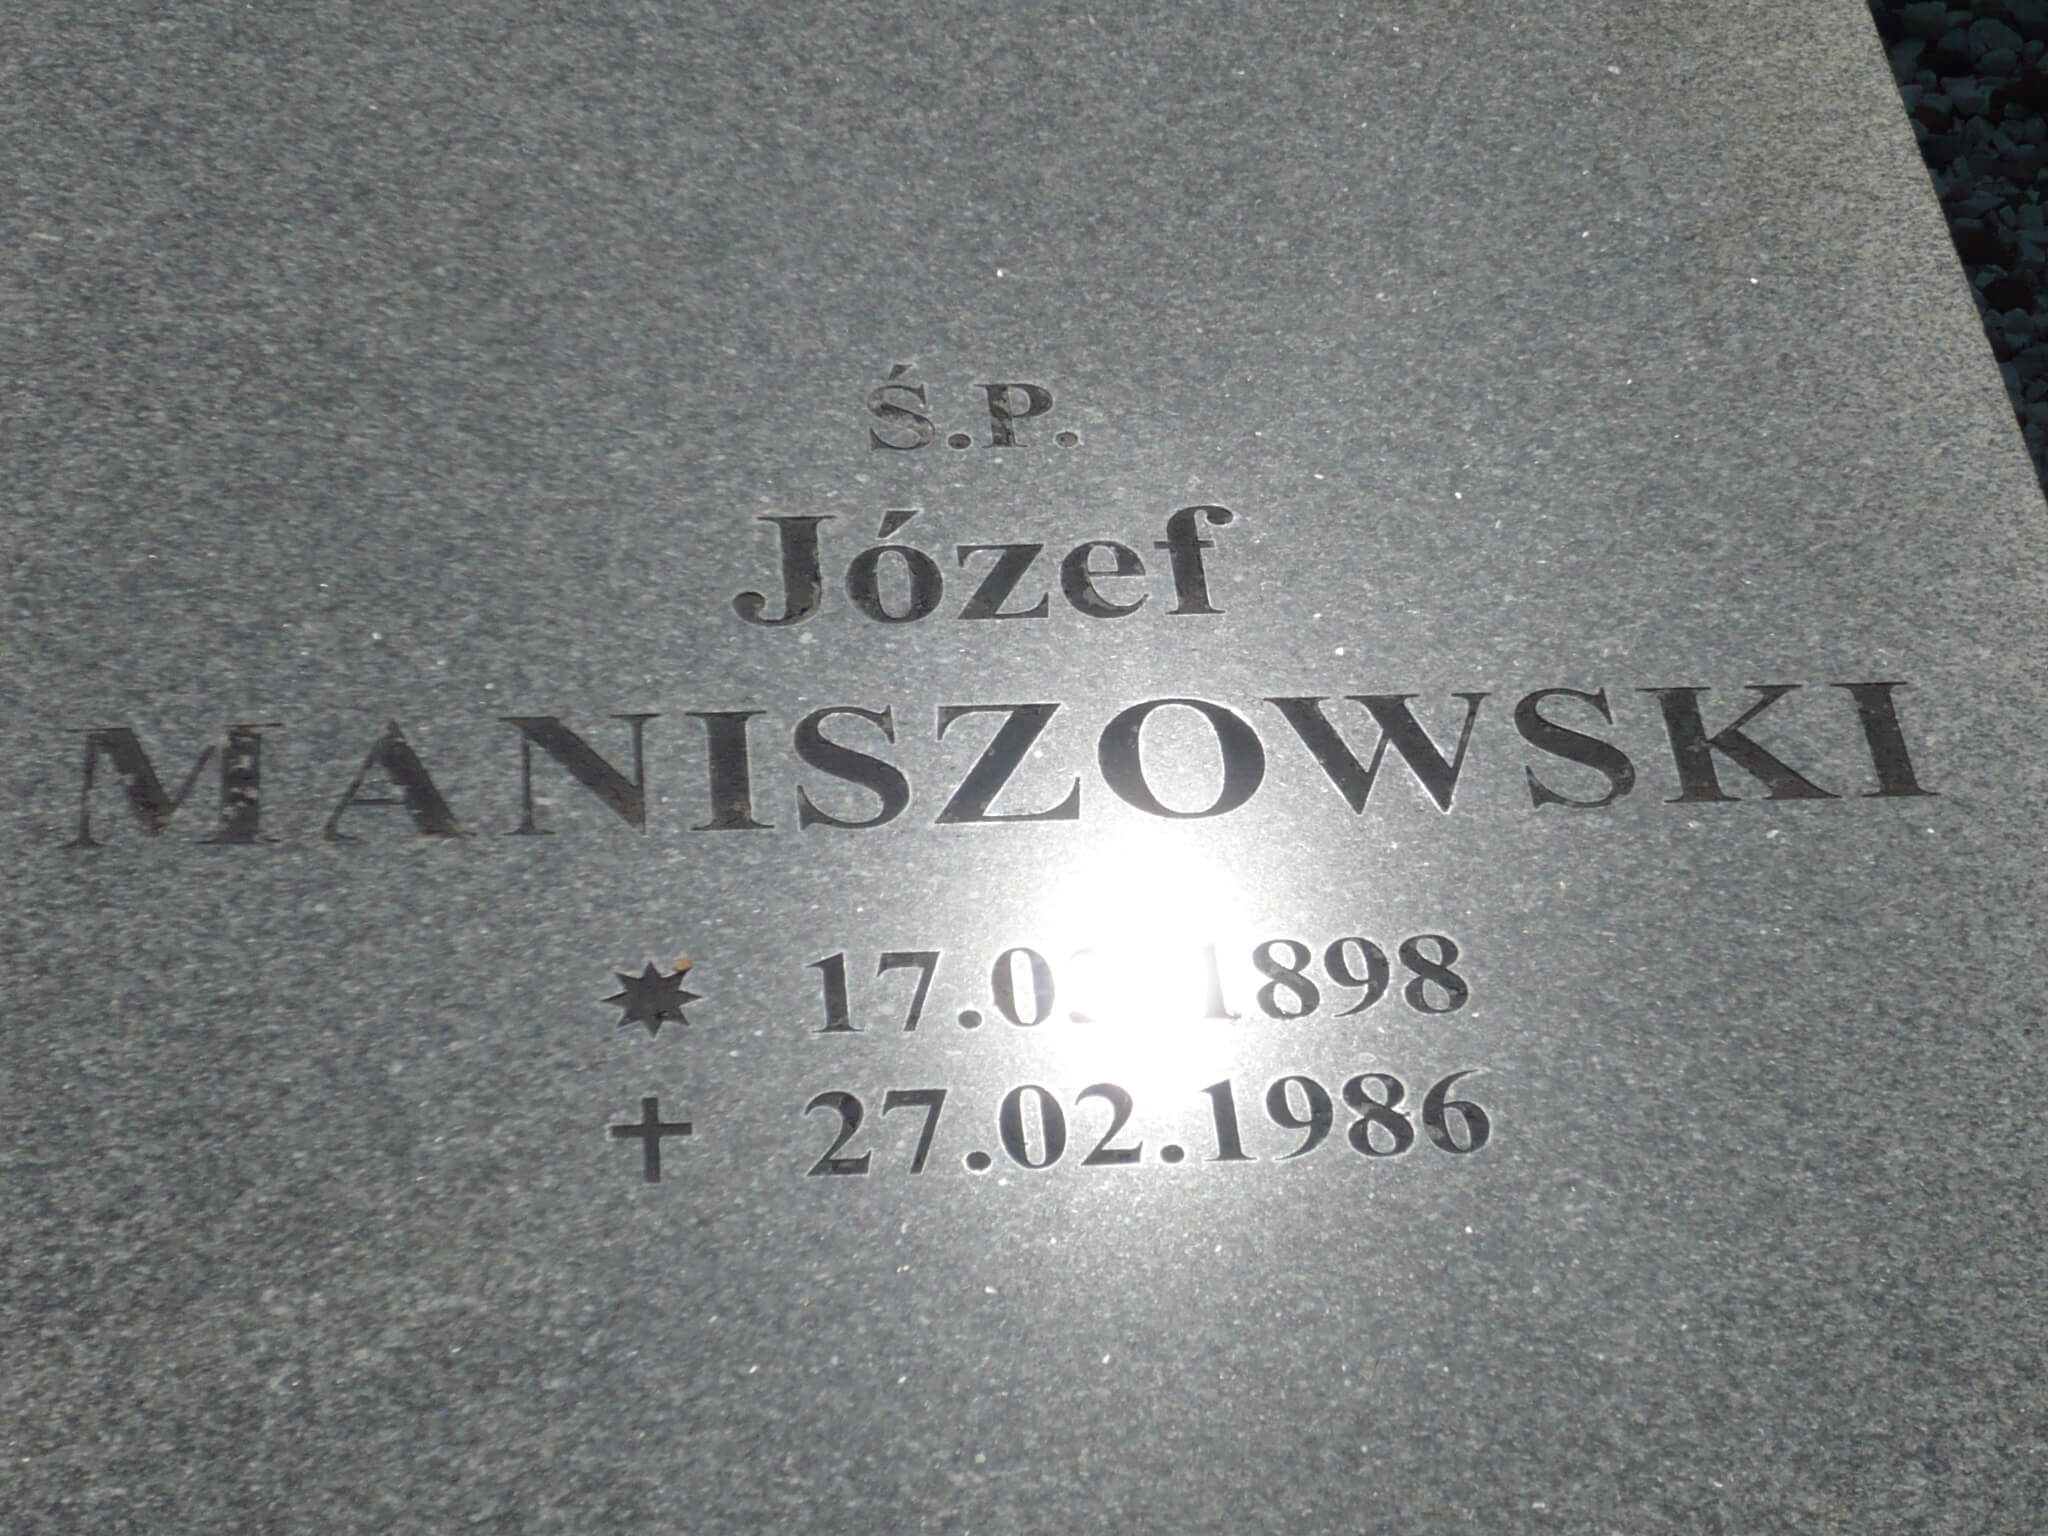 Ś.P.
Józef
MANISZOWSKI
27.02.1986